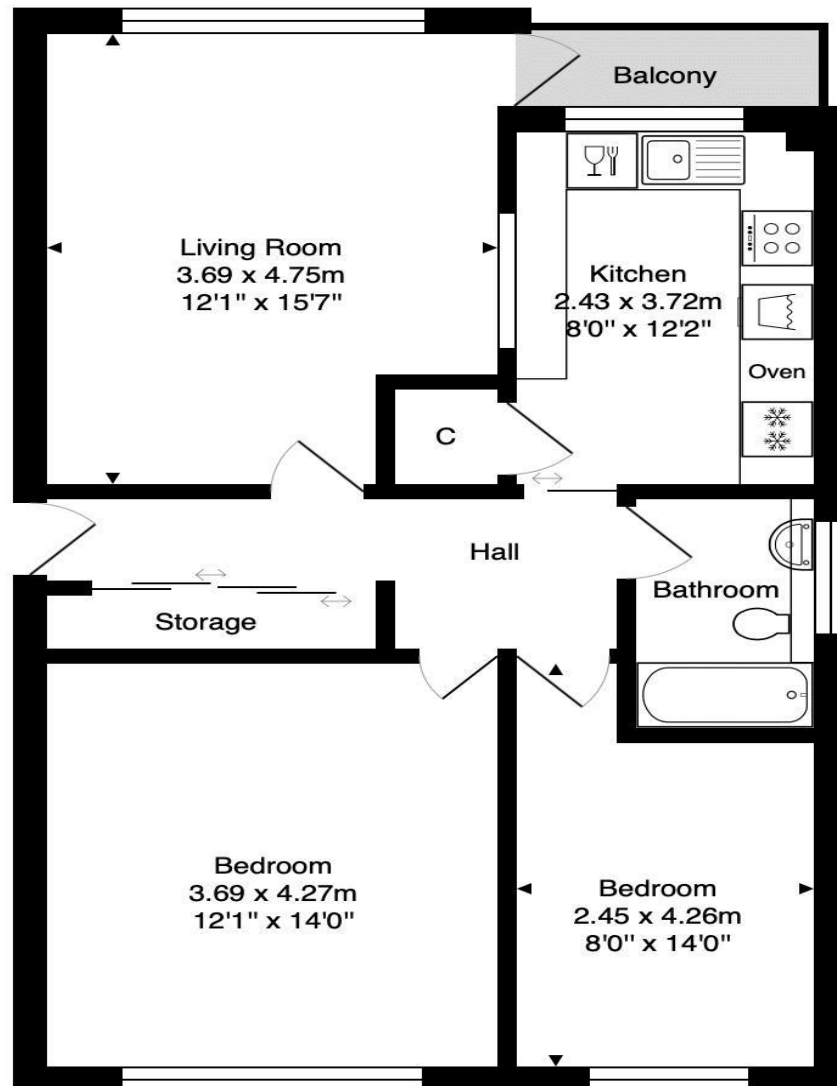 Balcony
Living Room
3.69 x 4.75m
12'1" x 15'7"
Kitchen
2.43 x 3.72m
8'0" x 12'2"
Oven
C
Hall
Bathroom
Storage
Bedroom
3.69 x 4.27m
12'1" x 14'0"
Bedroom
2.45 x 4.26m
8'0" x 14'0"